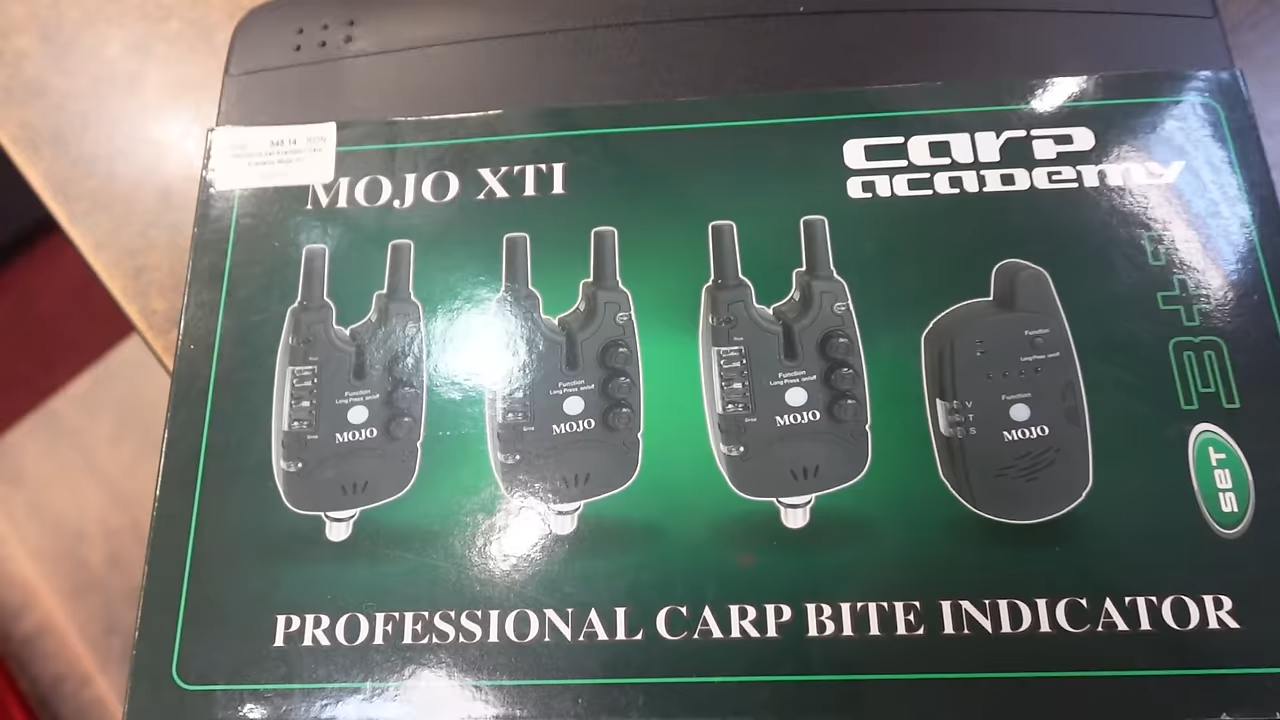 RON
MOJO XTI
carp
academy
3+1
SET
Function
Long Press on/off
MOJO
Function
Long Press on/off
MOJO
Function
Long Press on/off
MOJO
Function
Long Press on/off
Function
V
T
S
MOJO
PROFESSIONAL CARP BITE INDICATOR